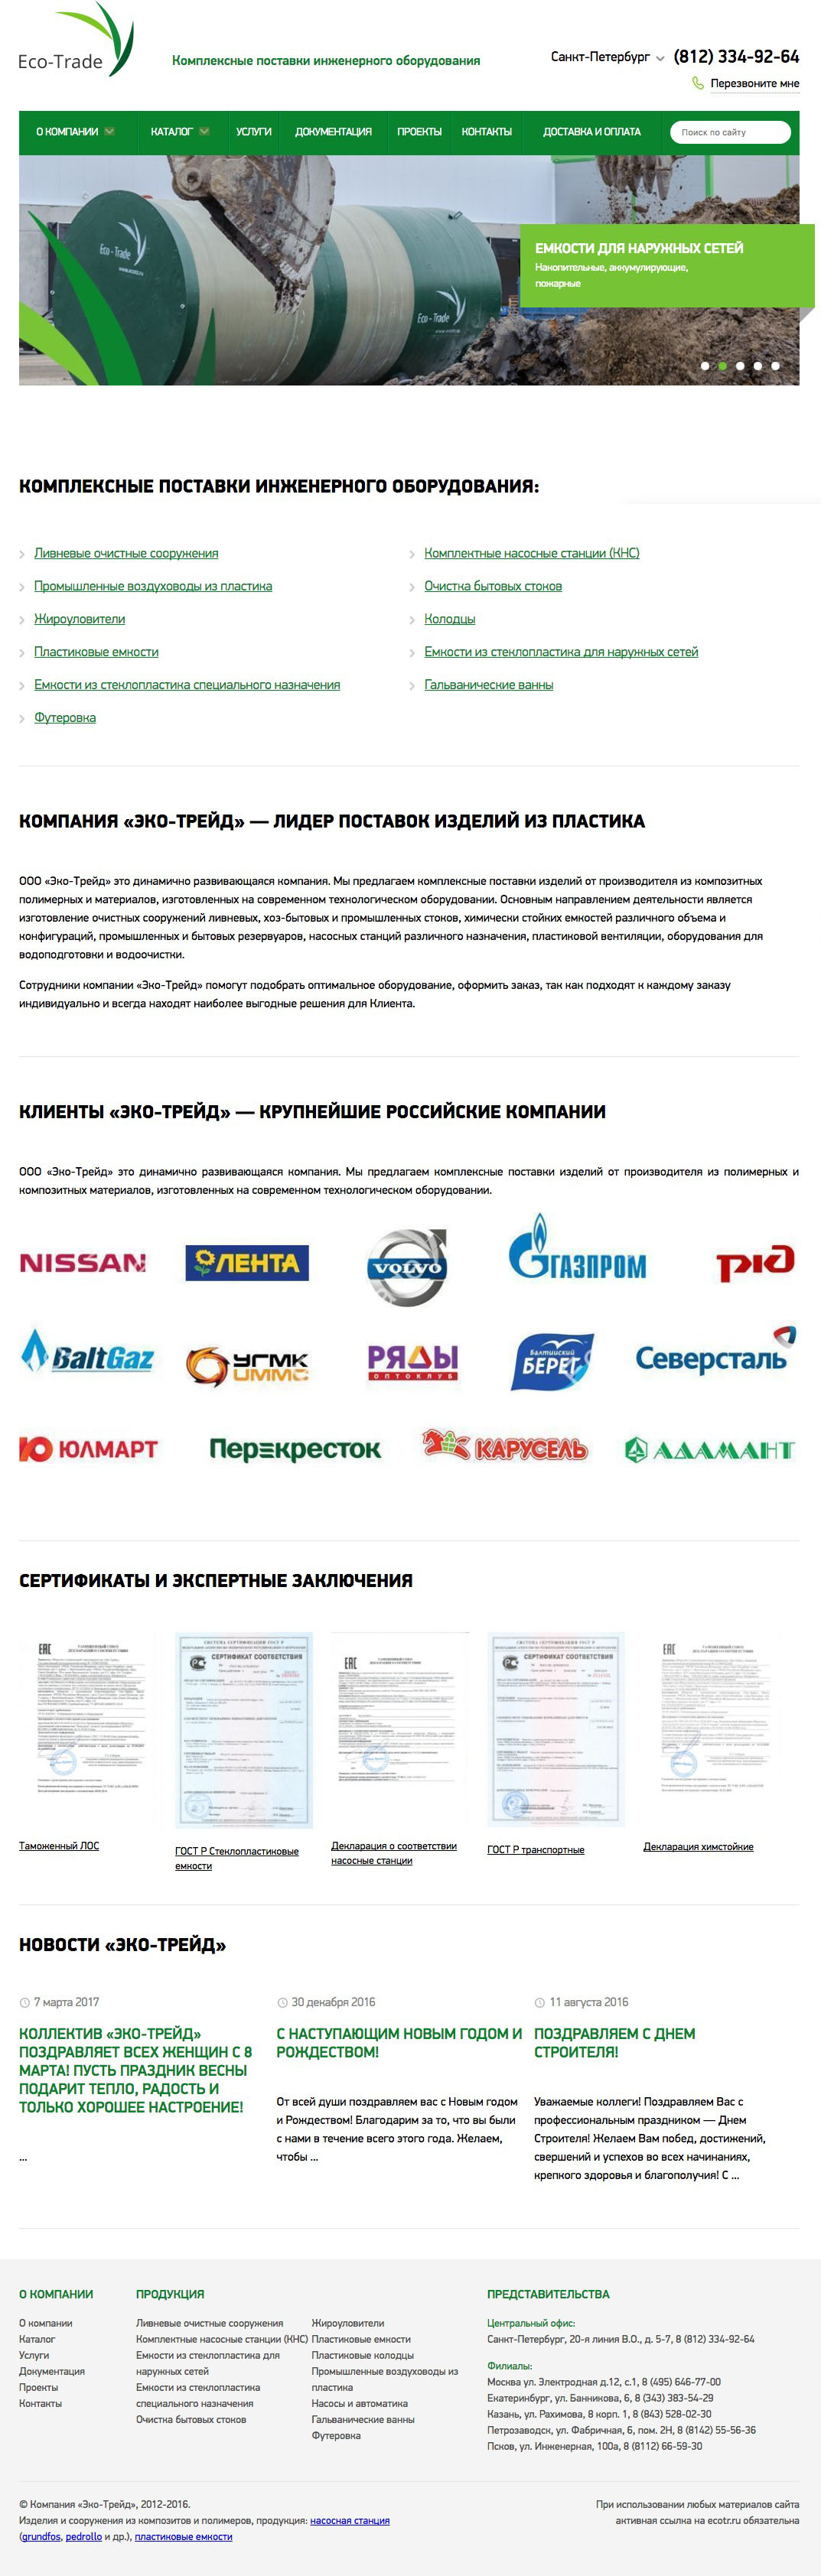 Eco-Trade
Комплексные поставки инженерного оборудования
Санкт-Петербург (812) 334-92-64
Перезвоните мне
О КОМПАНИИ КАТАЛОГ УСЛУГИ ДОКУМЕНТАЦИЯ ПРОЕКТЫ КОНТАКТЫ ДОСТАВКА И ОПЛАТА Поиск по сайту
Eco-Trade
Eco-Trade
ЕМКОСТИ ДЛЯ НАРУЖНЫХ СЕТЕЙ
Накопительные, аккумулирующие,
пожарные
КОМПЛЕКСНЫЕ ПОСТАВКИ ИНЖЕНЕРНОГО ОБОРУДОВАНИЯ:
Ливневые очистные сооружения
Комплектные насосные станции (КНС)
Промышленные воздуховоды из пластика
Очистка бытовых стоков
Жироуловители
Колодцы
Пластиковые емкости
Емкости из стеклопластика для наружных сетей
Емкости из стеклопластика специального назначения
Гальванические ванны
Футеровка
КОМПАНИЯ «ЭКО-ТРЕЙД» — ЛИДЕР ПОСТАВОК ИЗДЕЛИЙ ИЗ ПЛАСТИКА
ООО «Эко-Трейд» это динамично развивающаяся компания. Мы предлагаем комплексные поставки изделий от производителя из композитных
полимерных и материалов, изготовленных на современном технологическом оборудовании. Основным направлением деятельности является
изготовление очистных сооружений ливневых, хоз-бытовых и промышленных стоков, химически стойких емкостей различного объема и
конфигураций, промышленных и бытовых резервуаров, насосных станций различного назначения, пластиковой вентиляции, оборудования для
водоподготовки и водоочистки.
Сотрудники компании «Эко-Трейд» помогут подобрать оптимальное оборудование, оформить заказ, так как подходят к каждому заказу
индивидуально и всегда находят наиболее выгодные решения для Клиента.
КЛИЕНТЫ «ЭКО-ТРЕЙД» — КРУПНЕЙШИЕ РОССИЙСКИЕ КОМПАНИИ
ООО «Эко-Трейд» это динамично развивающаяся компания. Мы предлагаем комплексные поставки изделий от производителя из полимерных и
композитных материалов, изготовленных на современном технологическом оборудовании.
NISSAN ЛЕНТА VOLVO ГАЗПРОМ РЖД
BaltGaz УГМК UMMC РЯДЫ ОПТОКЛУБ Балтийский БЕРЕГ Северсталь
ЮЛМАРТ Перекресток КАРУСЕЛЬ АДАМАНТ
СЕРТИФИКАТЫ И ЭКСПЕРТНЫЕ ЗАКЛЮЧЕНИЯ
СЕРТИФИКАТ СООТВЕТСТВИЯ
СЕРТИФИКАТ СООТВЕТСТВИЯ
Таможенный ЛОС
ГОСТ Р Стеклопластиковые
емкости
Декларация о соответствии
насосные станции
ГОСТ Р транспортные
Декларация химстойкие
НОВОСТИ «ЭКО-ТРЕЙД»
7 марта 2017
КОЛЛЕКТИВ «ЭКО-ТРЕЙД»
ПОЗДРАВЛЯЕТ ВСЕХ ЖЕНЩИН С 8
МАРТА! ПУСТЬ ПРАЗДНИК ВЕСНЫ
ПОДАРИТ ТЕПЛО, РАДОСТЬ И
ТОЛЬКО ХОРОШЕЕ НАСТРОЕНИЕ!
...
30 декабря 2016
С НАСТУПАЮЩИМ НОВЫМ ГОДОМ И
РОЖДЕСТВОМ!
От всей души поздравляем вас с Новым годом
и Рождеством! Благодарим за то, что вы были
с нами в течение всего этого года. Желаем,
чтобы ...
11 августа 2016
ПОЗДРАВЛЯЕМ С ДНЕМ
СТРОИТЕЛЯ!
Уважаемые коллеги! Поздравляем Вас с
профессиональным праздником — Днем
Строителя! Желаем Вам побед, достижений,
свершений и успехов во всех начинаниях,
крепкого здоровья и благополучия! С ...
О КОМПАНИИ
О компании
Каталог
Услуги
Документация
Проекты
Контакты
ПРОДУКЦИЯ
Ливневые очистные сооружения
Комплектные насосные станции (КНС)
Емкости из стеклопластика для
наружных сетей
Емкости из стеклопластика
специального назначения
Очистка бытовых стоков
Жироуловители
Пластиковые емкости
Пластиковые колодцы
Промышленные воздуховоды из
пластика
Насосы и автоматика
Гальванические ванны
Футеровка
ПРЕДСТАВИТЕЛЬСТВА
Центральный офис:
Санкт-Петербург, 20-я линия В.О., д. 5-7, 8 (812) 334-92-64
Филиалы:
Москва ул. Электродная д.12, с.1, 8 (495) 646-77-00
Екатеринбург, ул. Банникова, 6, 8 (343) 383-54-29
Казань, ул. Рахимова, 8 корп. 1, 8 (843) 528-02-30
Петрозаводск, ул. Фабричная, 6, пом. 2Н, 8 (8142) 55-56-36
Псков, ул. Инженерная, 100а, 8 (8112) 66-59-30
© Компания «Эко-Трейд», 2012-2016.
Изделия и сооружения из композитов и полимеров, продукция: насосная станция
(grundfos, pedrollo и др.), пластиковые емкости
При использовании любых материалов сайта
активная ссылка на ecotr.ru обязательна